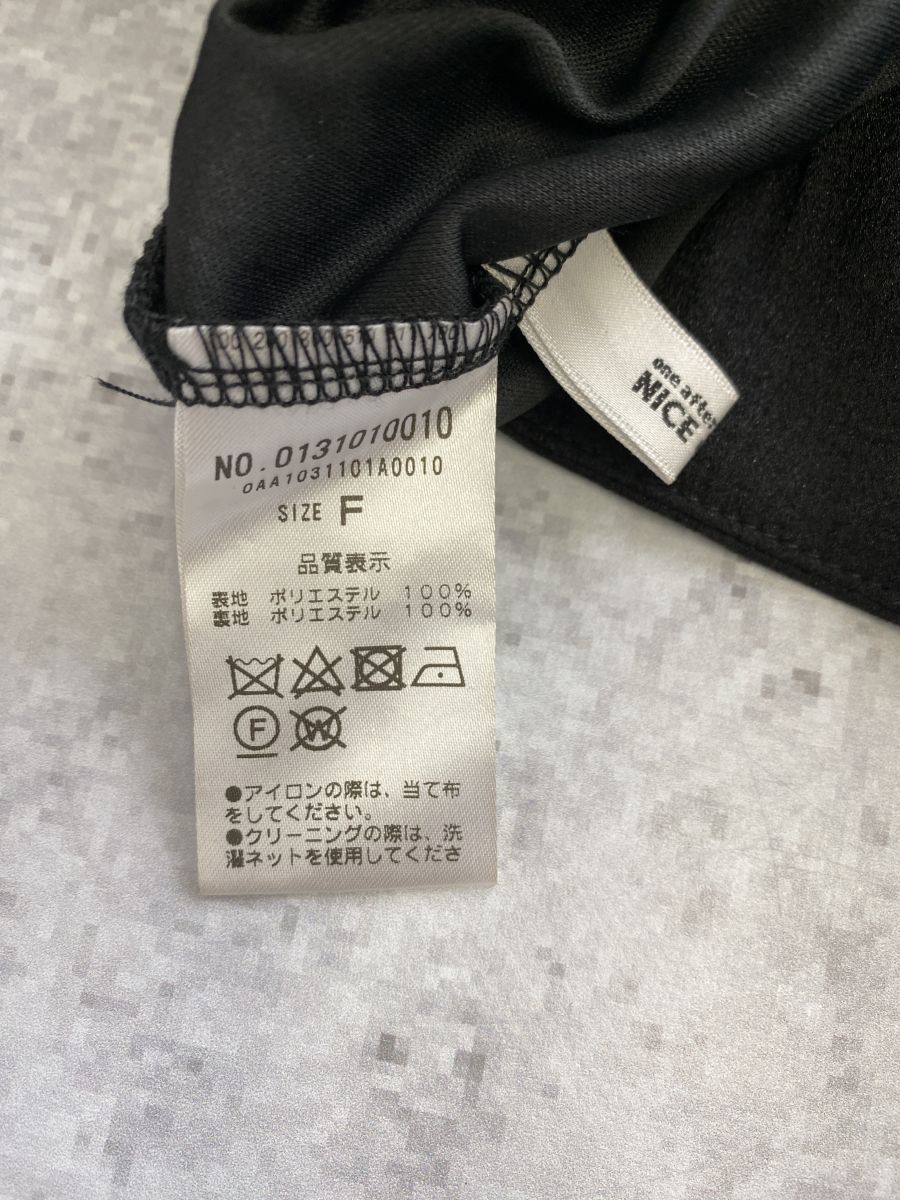 one after
NICE
NO.0131010010
0AA1031101A0010
SIZE F
品質表示
表地 ポリエステル 100%
裏地 ポリエステル 100%
F
W
●アイロンの際は、当て布
をしてください。
●クリーニングの際は、洗
濯ネットを使用してくださ